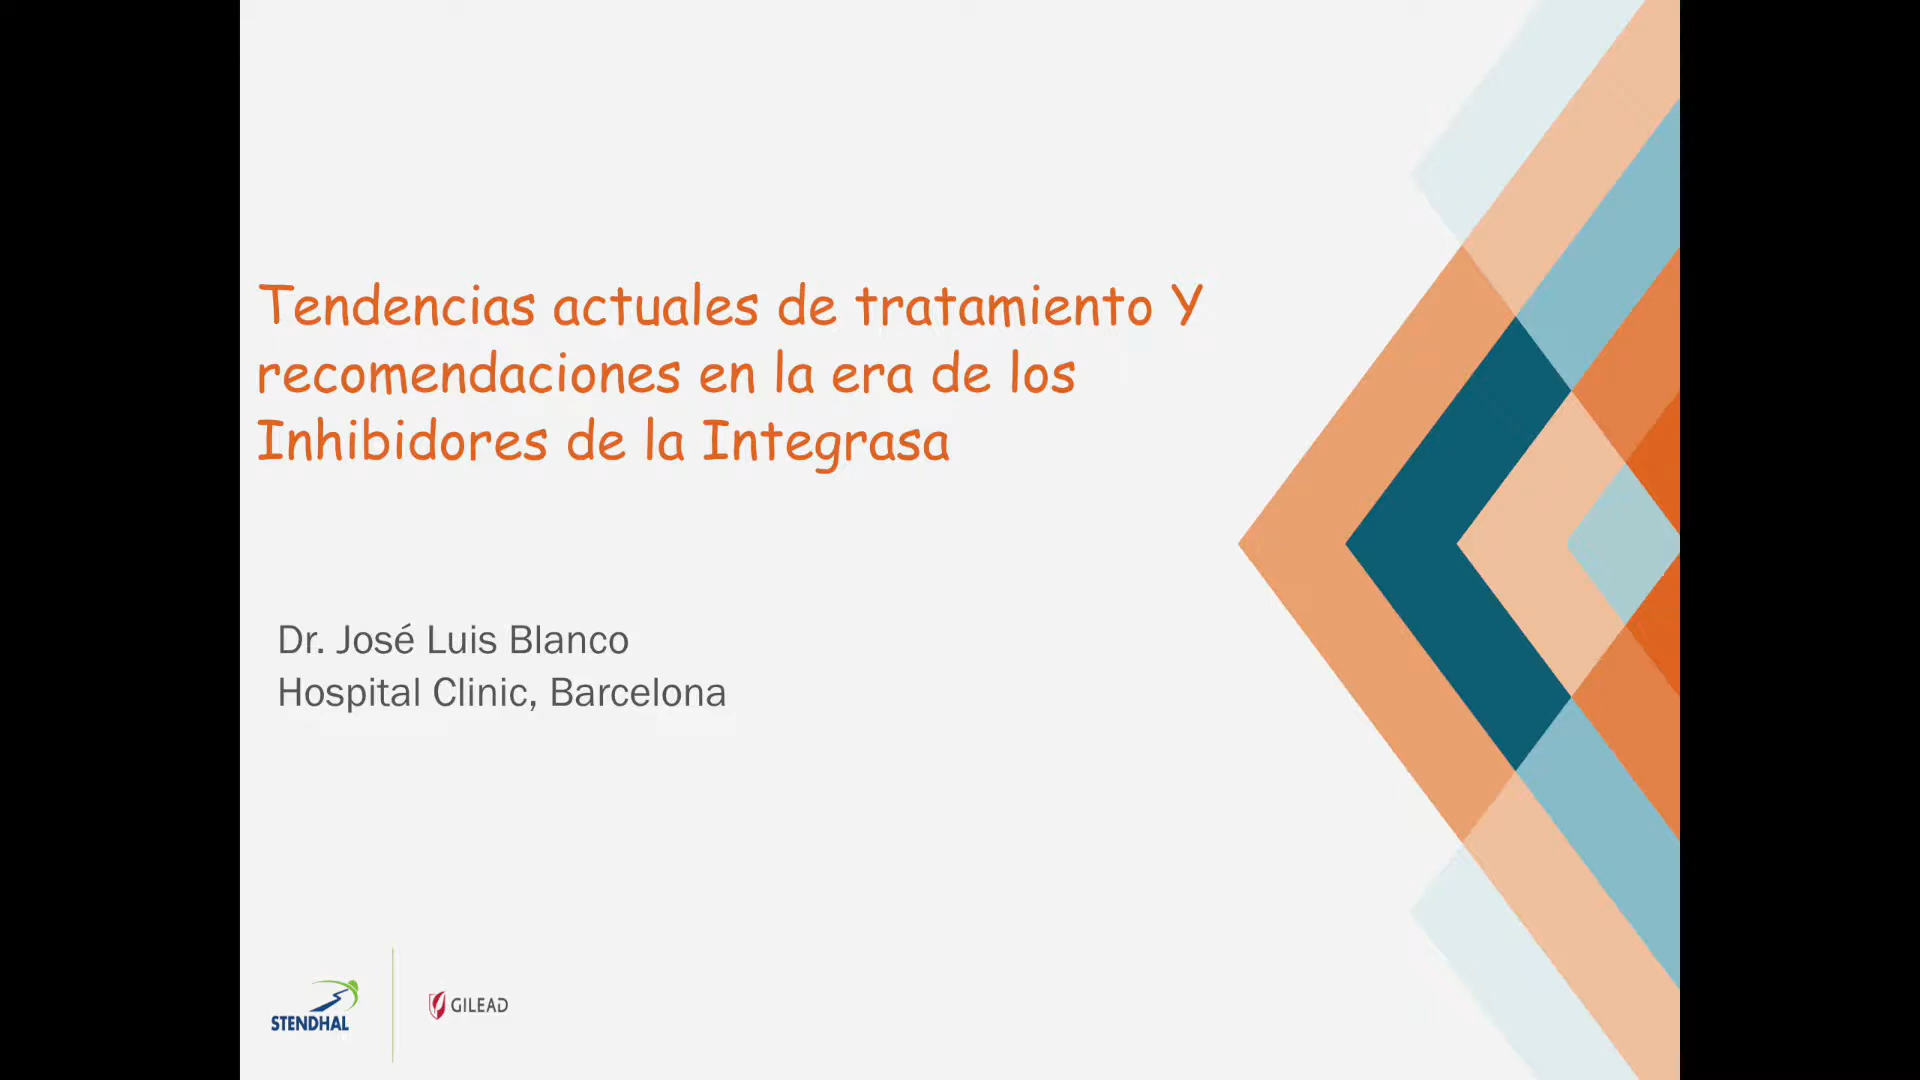 Tendencias actuales de tratamiento Y
recomendaciones en la era de los
Inhibidores de la Integrasa
Dr. José Luis Blanco
Hospital Clinic, Barcelona
STENDHAL
GILEAD